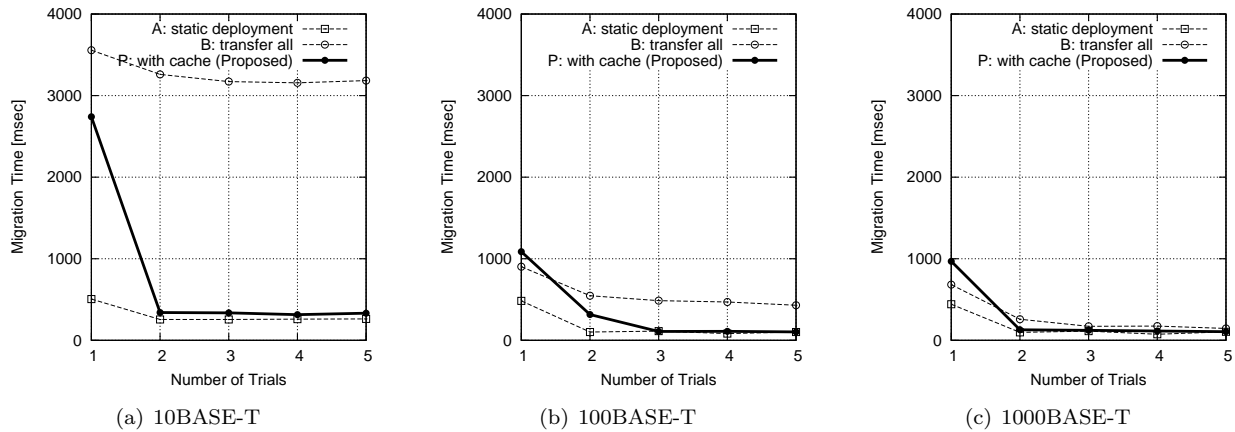 4000
3000
2000
1000
0
Migration Time [msec]
A: static deployment
B: transfer all
P: with cache (Proposed)
1 2 3 4 5
Number of Trials
(a) 10BASE-T
4000
3000
2000
1000
0
Migration Time [msec]
A: static deployment
B: transfer all
P: with cache (Proposed)
1 2 3 4 5
Number of Trials
(b) 100BASE-T
4000
3000
2000
1000
0
Migration Time [msec]
A: static deployment
B: transfer all
P: with cache (Proposed)
1 2 3 4 5
Number of Trials
(c) 1000BASE-T